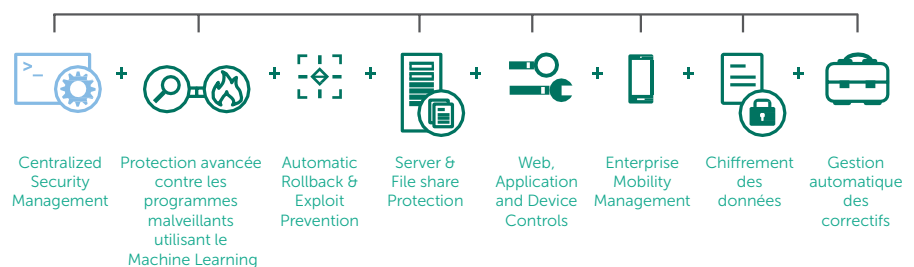 >_
Centralized
Security
Management
Protection avancée
contre les
programmes
malveillants
utilisant le
Machine Learning
Automatic
Rollback &
Exploit
Prevention
Server &
File share
Protection
Web,
Application
and Device
Controls
Enterprise
Mobility
Management
Chiffrement
des
données
Gestion
automatique
des
correctifs